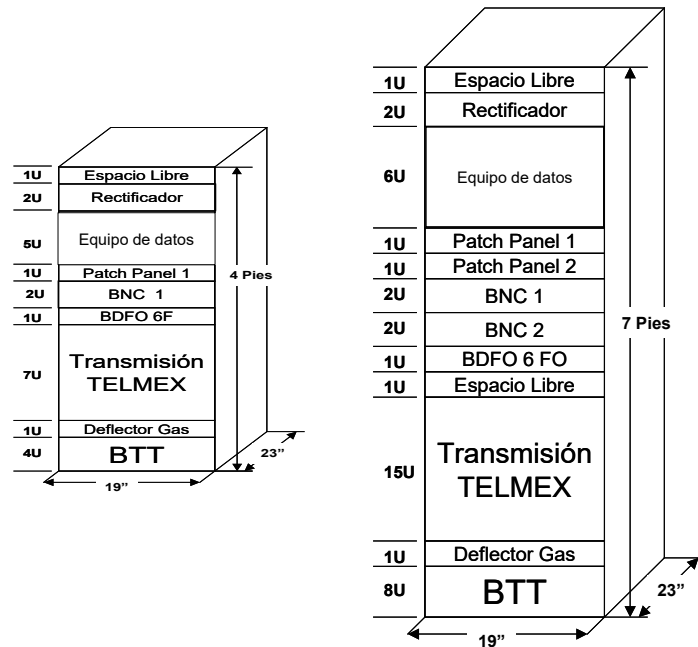 1U Espacio Libre
2U Rectificador
5U Equipo de datos
1U Patch Panel 1
2U BNC 1
1U BDFO 6F
7U Transmisión
TELMEX
1U Deflector Gas
4U BTT
4 Pies
23”
19”
1U Espacio Libre
2U Rectificador
6U Equipo de datos
1U Patch Panel 1
1U Patch Panel 2
2U BNC 1
2U BNC 2
1U BDFO 6 FO
1U Espacio Libre
15U Transmisión
TELMEX
1U Deflector Gas
8U BTT
7 Pies
23”
19”